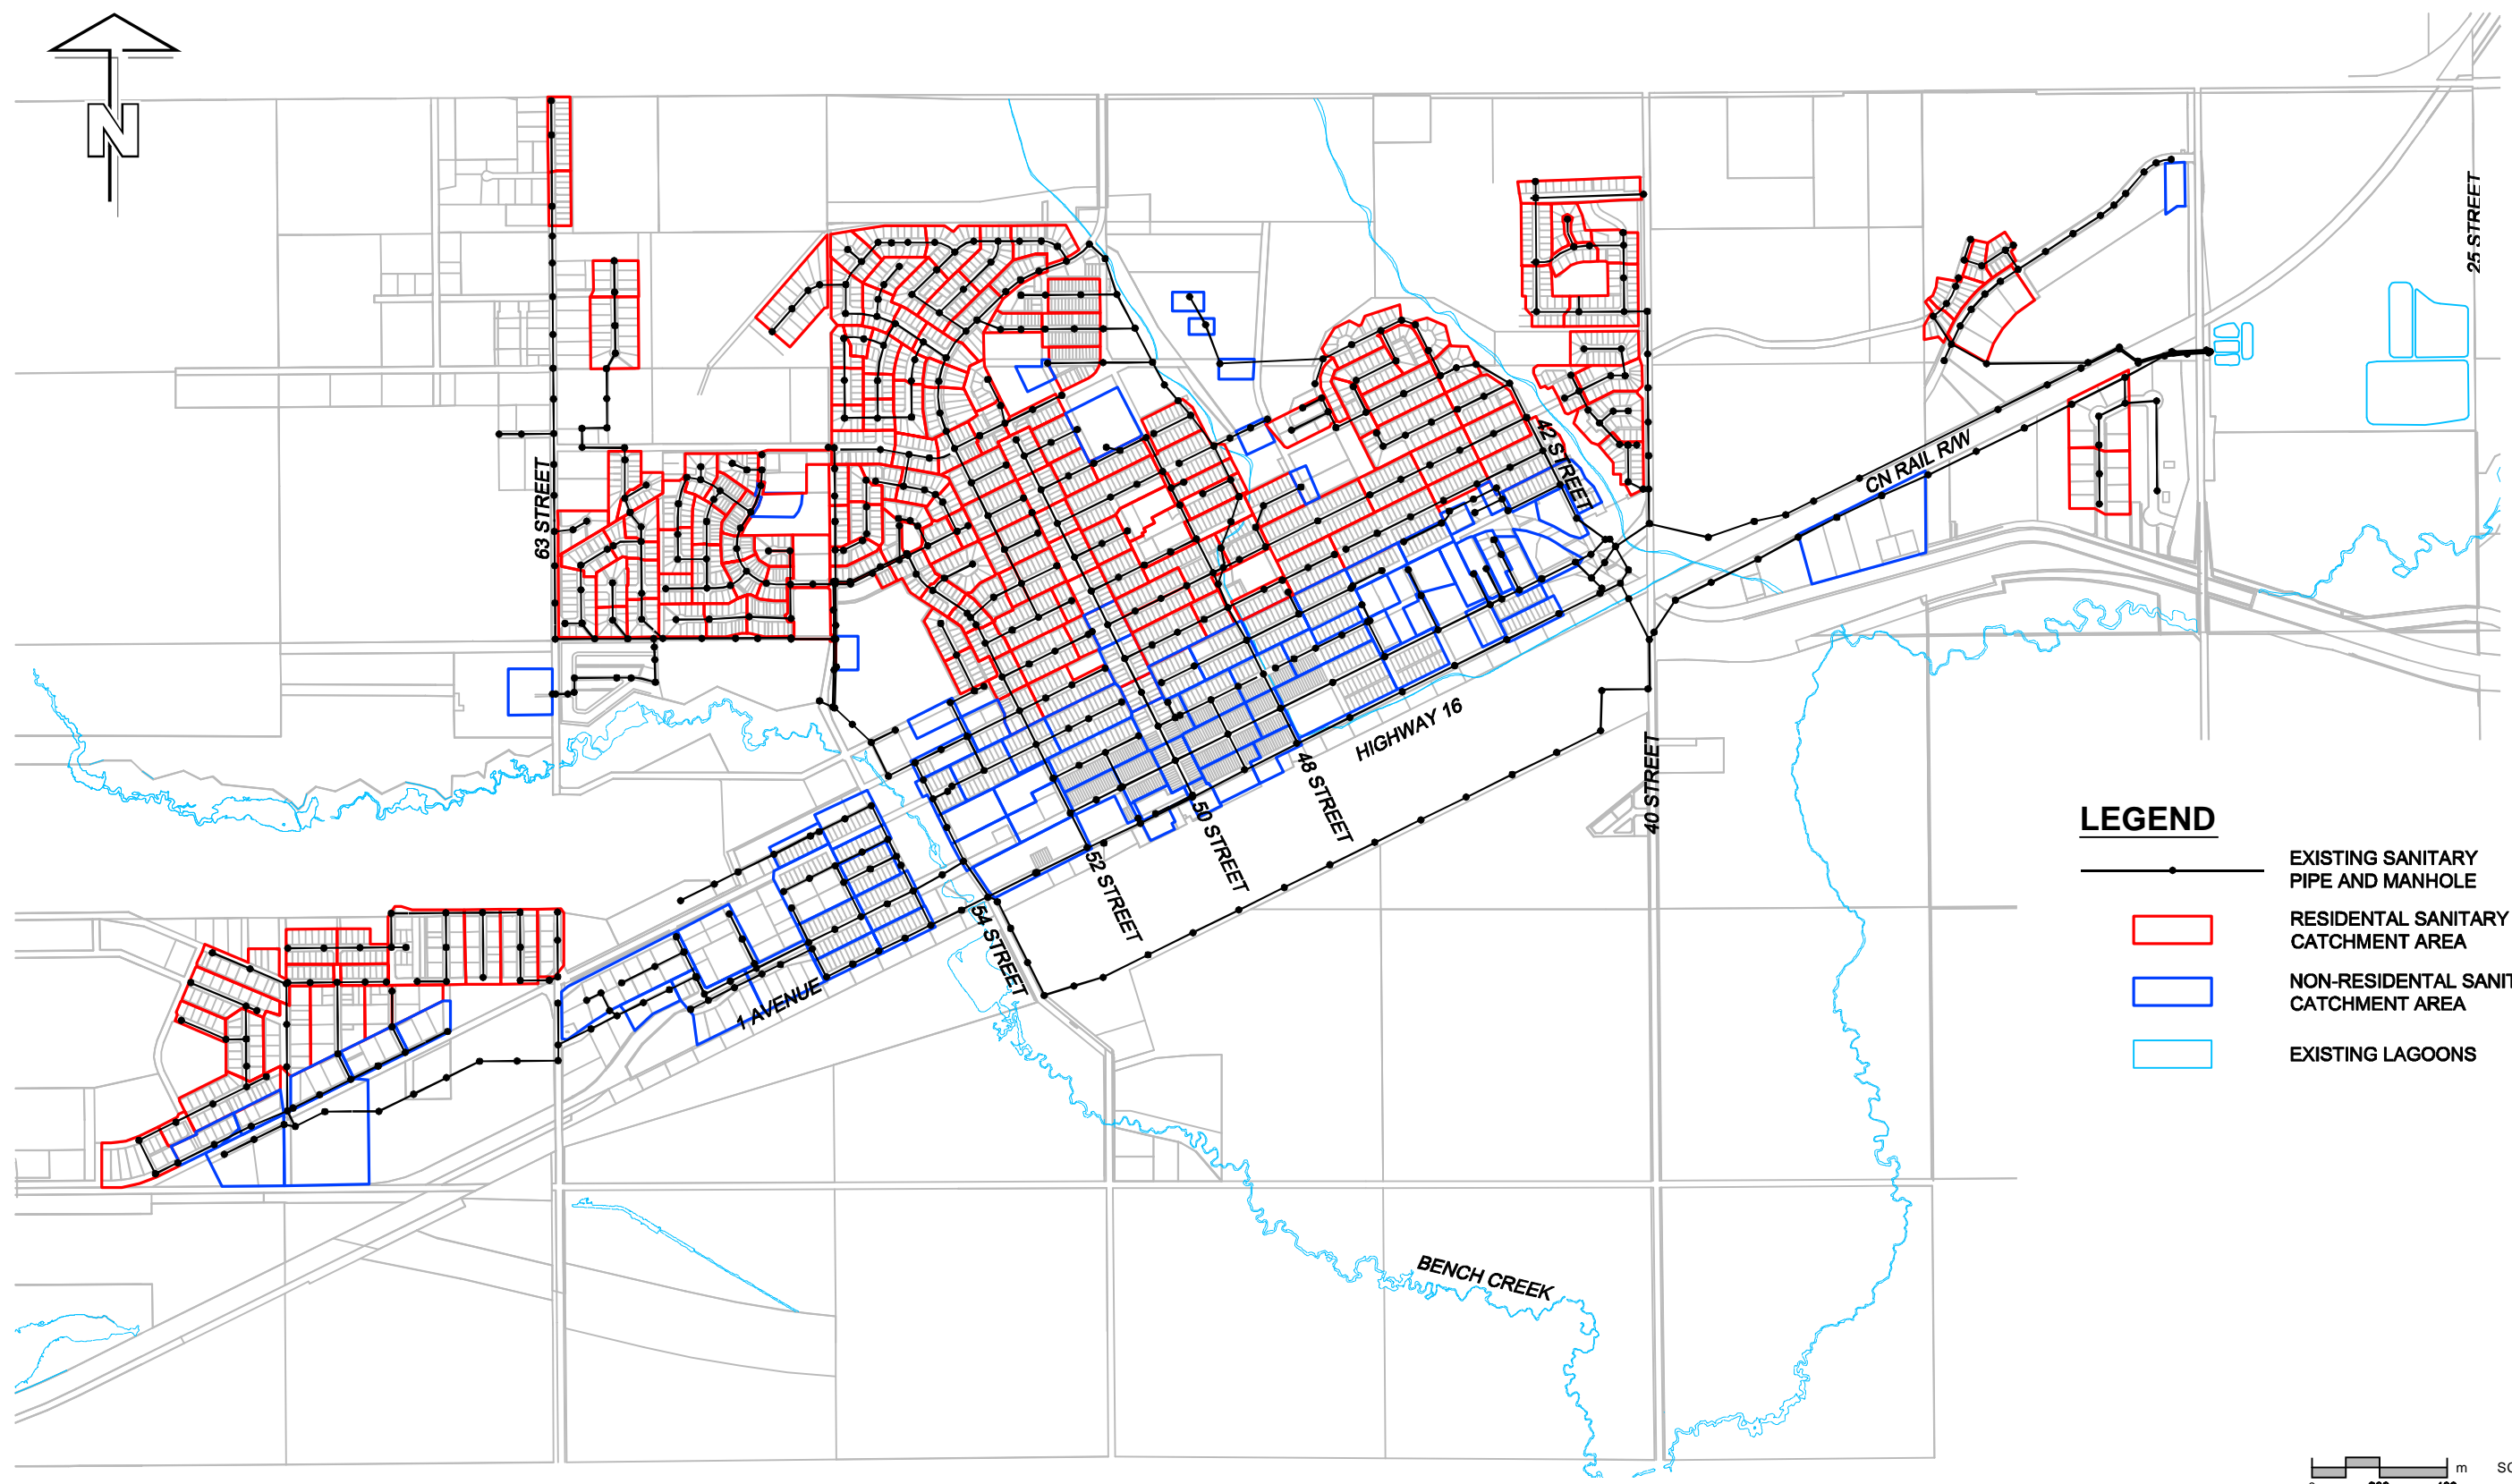 N
25 STREET
42 STREET
63 STREET
CN RAIL R/W
HIGHWAY 16
48 STREET
40 STREET
50 STREET
52 STREET
54 STREET
1 AVENUE
BENCH CREEK
LEGEND
EXISTING SANITARY
PIPE AND MANHOLE
RESIDENTAL SANITARY
CATCHMENT AREA
NON-RESIDENTAL SANIT
CATCHMENT AREA
EXISTING LAGOONS
m